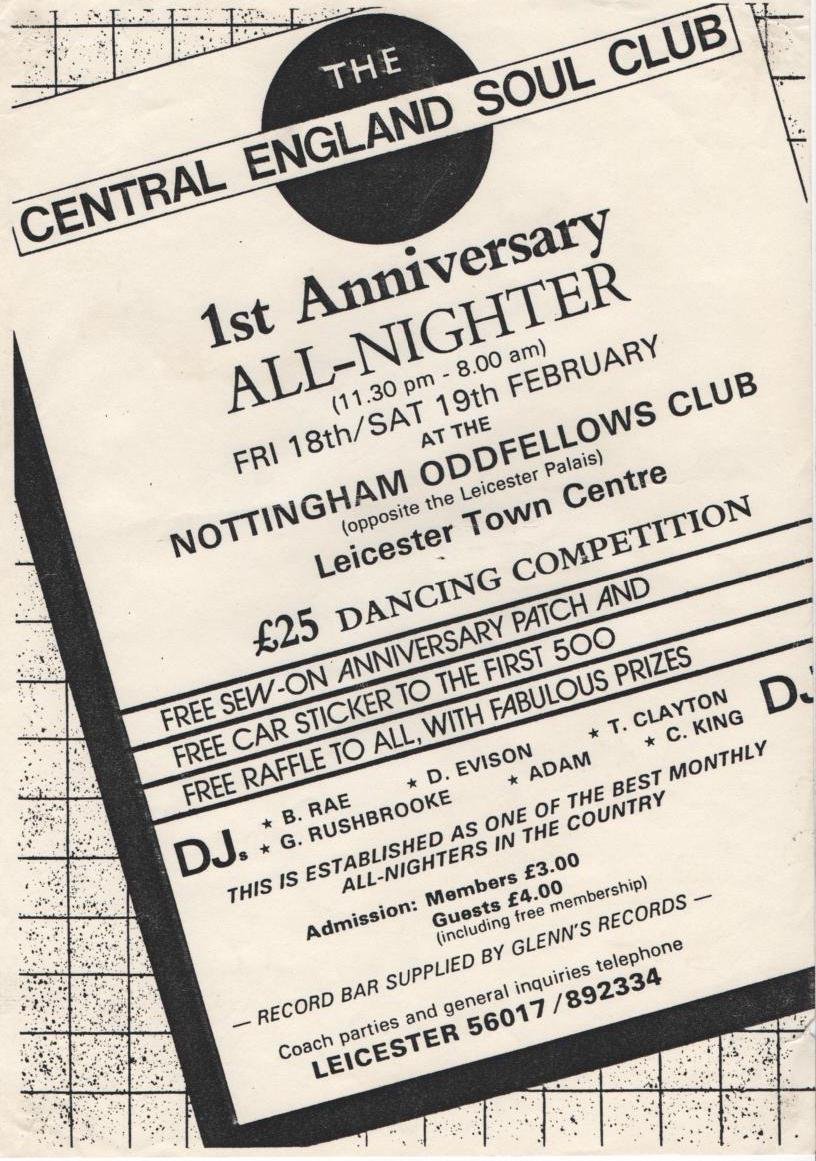 THE
CENTRAL ENGLAND SOUL CLUB
1st Anniversary
ALL-NIGHTER
(11.30 pm - 8.00 am)
FRI 18th/SAT 19th FEBRUARY
AT THE
NOTTINGHAM ODDFELLOWS CLUB
(opposite the Leicester Palais)
Leicester Town Centre
£25 DANCING COMPETITION
FREE SEW-ON ANNIVERSARY PATCH AND
FREE CAR STICKER TO THE FIRST 500
FREE RAFFLE TO ALL, WITH FABULOUS PRIZES
DJs ★ B. RAE ★ D. EVISON ★ T. CLAYTON DJ
★ G. RUSHBROOKE ★ ADAM ★ C. KING
THIS IS ESTABLISHED AS ONE OF THE BEST MONTHLY
ALL-NIGHTERS IN THE COUNTRY
Admission: Members £3.00
Guests £4.00
(including free membership)
— RECORD BAR SUPPLIED BY GLENN'S RECORDS —
Coach parties and general inquiries telephone
LEICESTER 56017 / 892334